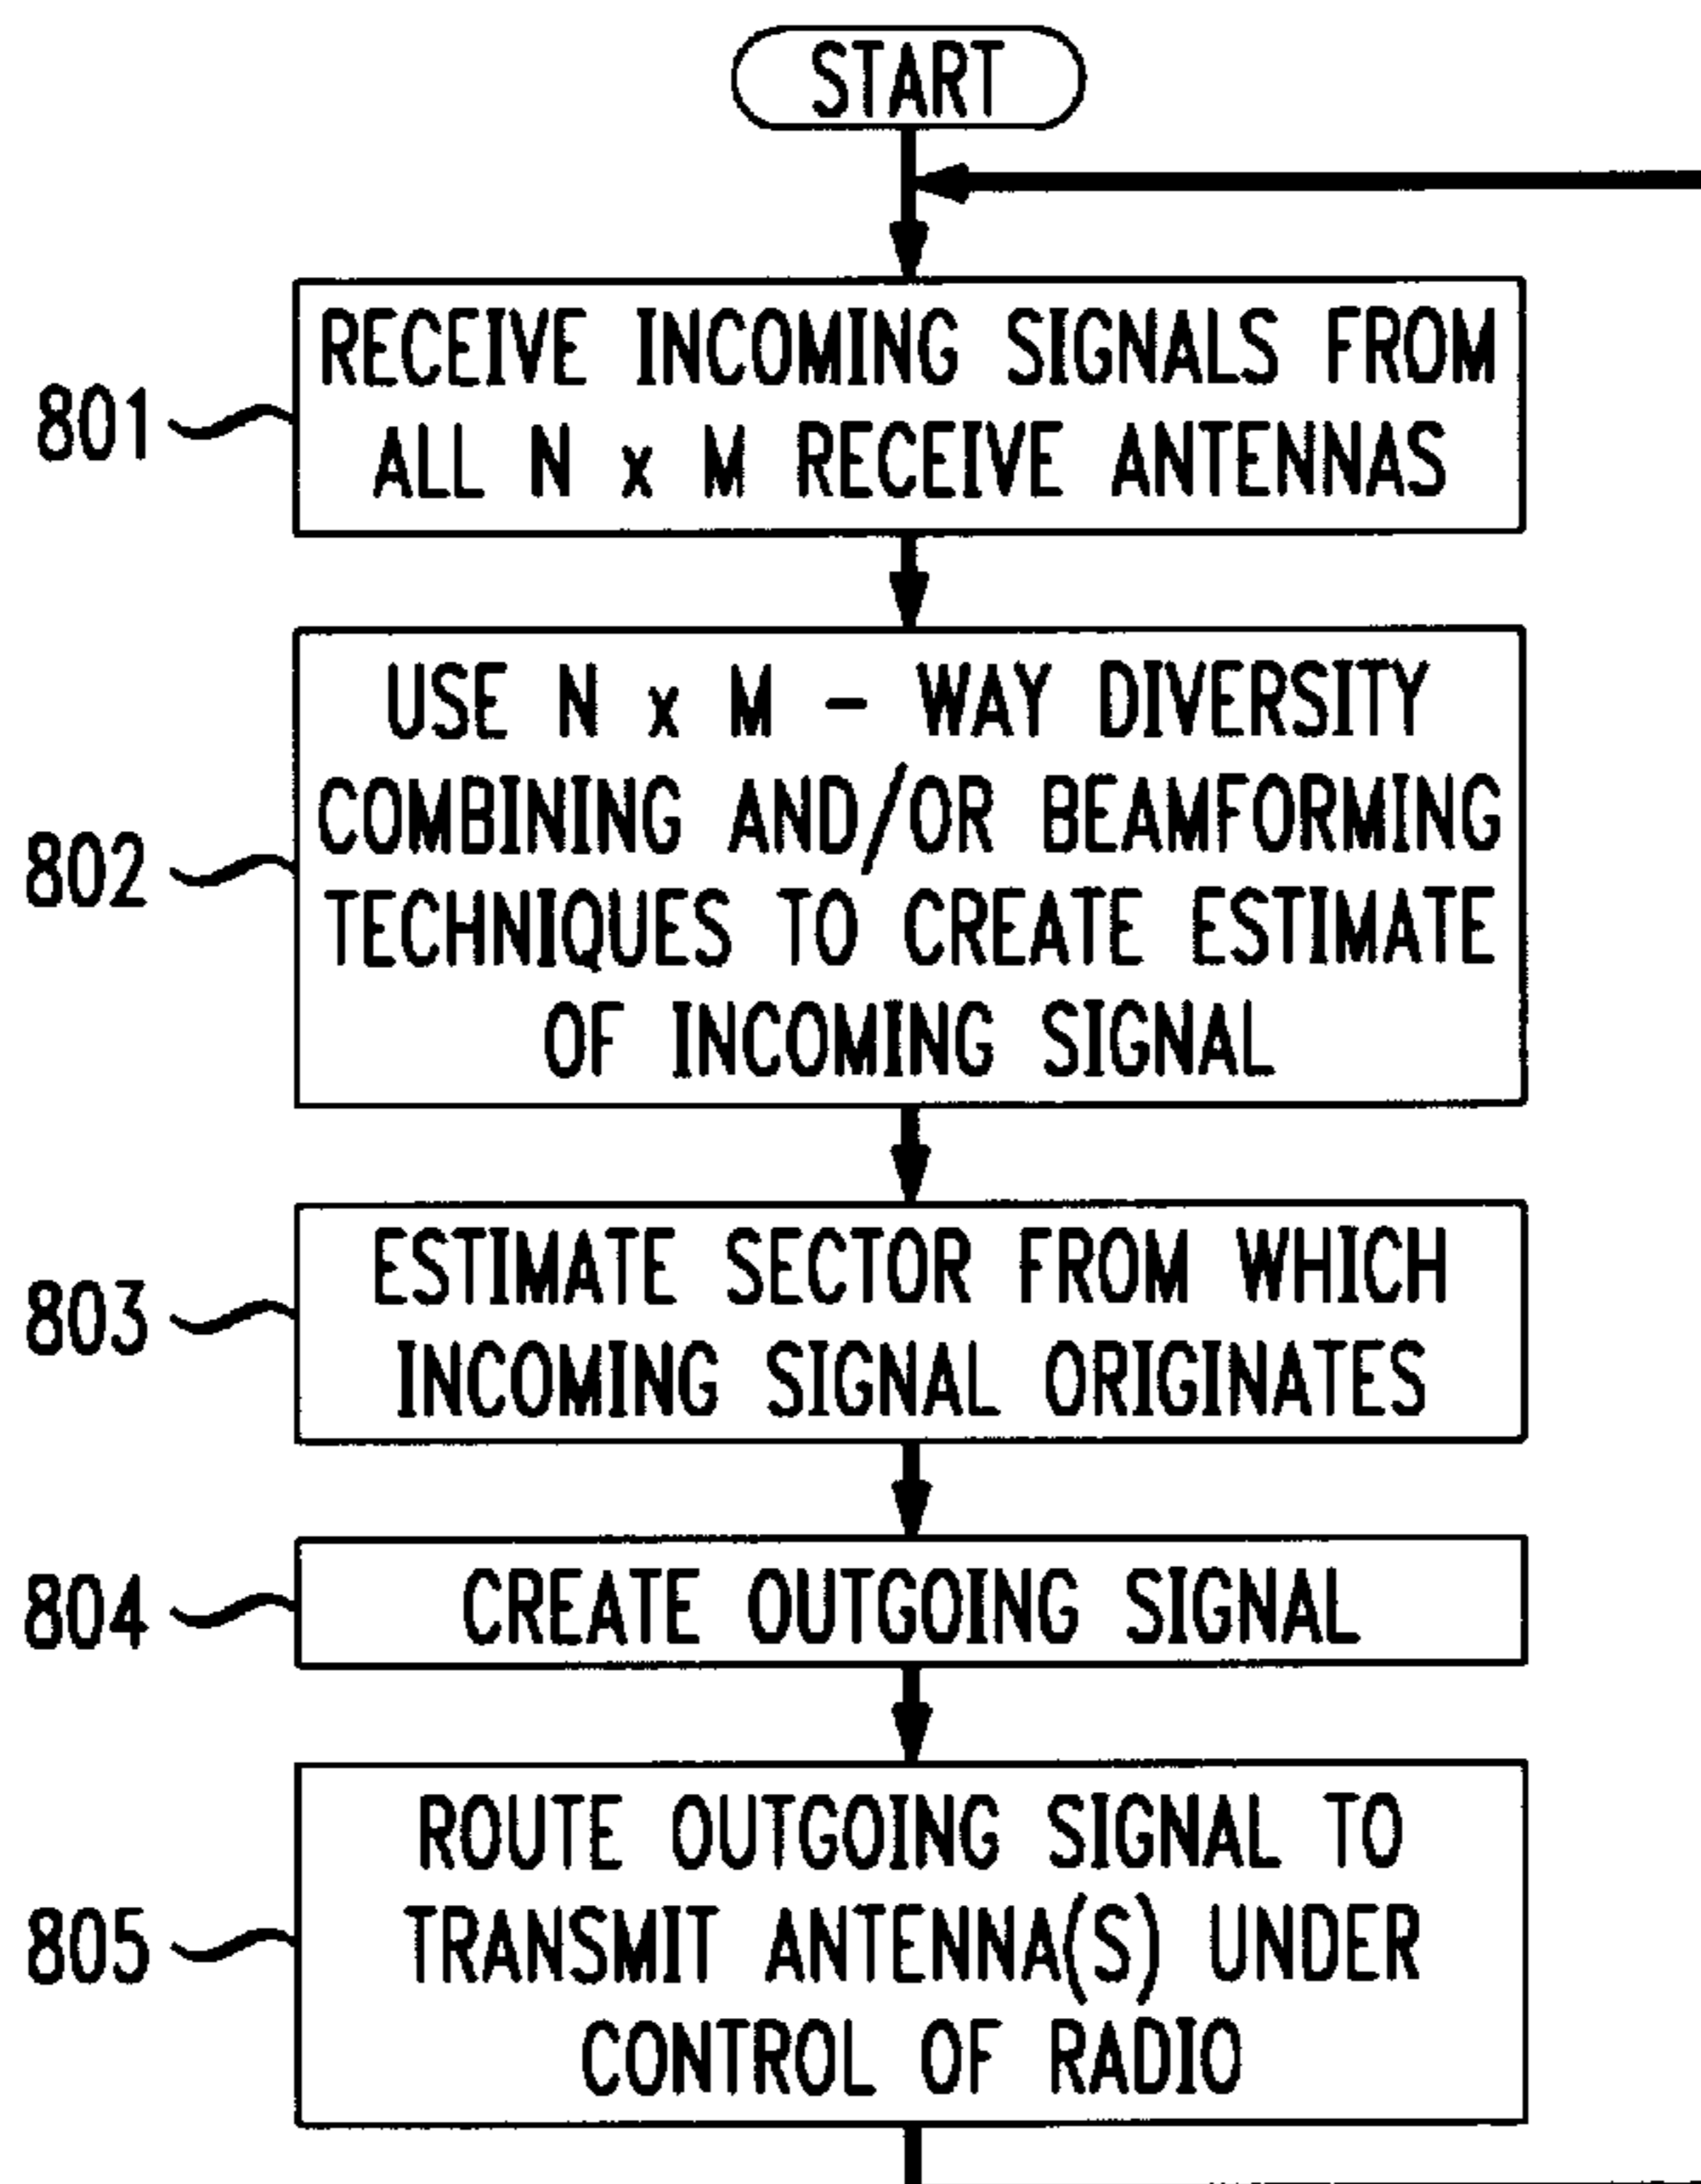 START
RECEIVE INCOMING SIGNALS FROM
ALL N x M RECEIVE ANTENNAS
801
USE N x M - WAY DIVERSITY
COMBINING AND/OR BEAMFORMING
TECHNIQUES TO CREATE ESTIMATE
OF INCOMING SIGNAL
802
ESTIMATE SECTOR FROM WHICH
INCOMING SIGNAL ORIGINATES
803
CREATE OUTGOING SIGNAL
804
ROUTE OUTGOING SIGNAL TO
TRANSMIT ANTENNA(S) UNDER
CONTROL OF RADIO
805